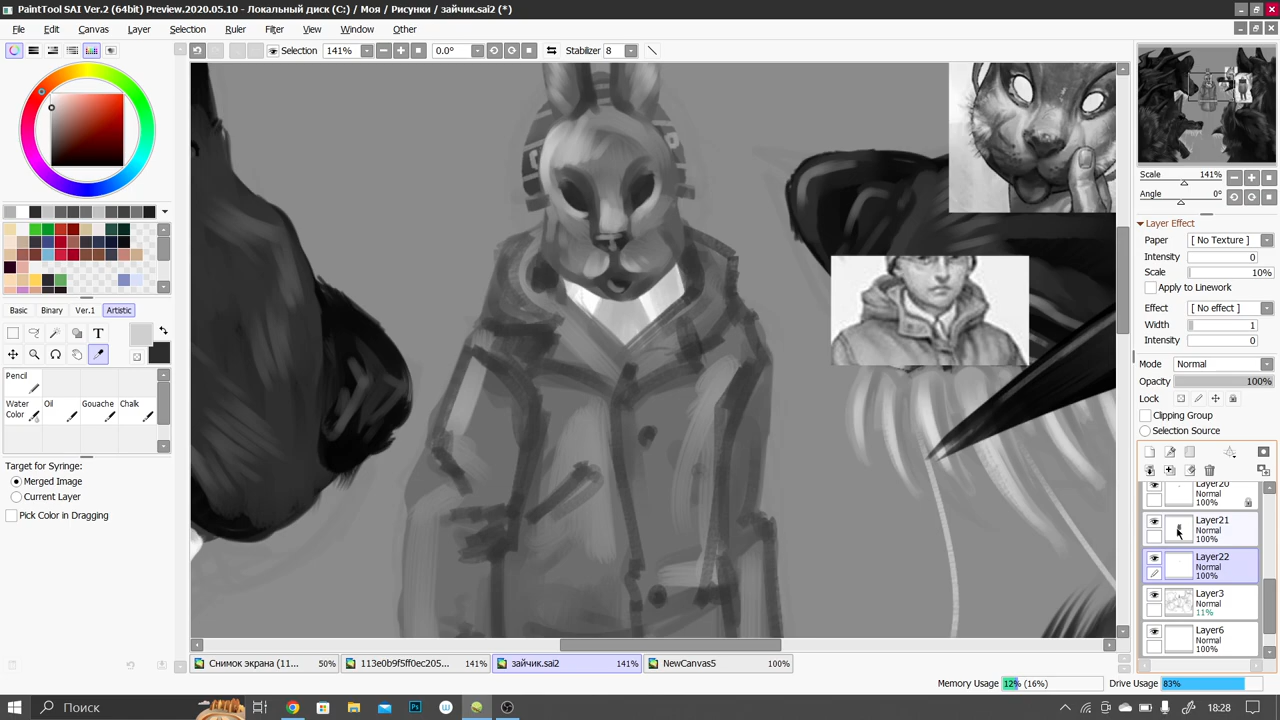 PaintTool SAI Ver.2 (64bit) Preview.2020.05.10 - Локальный диск (C:) / Моя / Рисунки / зайчик.sai2 (*)
File Edit Canvas Layer Selection Ruler Filter View Window Other
Selection 141% 0.0° Stabilizer 8
Scale 141%
Angle 0°
Layer Effect
Paper [ No Texture ]
Intensity 0
Scale 10%
Apply to Linework
Effect [ No effect ]
Width 1
Intensity 0
Mode Normal
Opacity 100%
Lock
Clipping Group
Selection Source
Layer20
Normal
100%
Layer21
Normal
100%
Layer22
Normal
100%
Layer3
Normal
11%
Layer6
Normal
100%
Basic Binary Ver.1 Artistic
T
Pencil
Water Color Oil Gouache Chalk
Target for Syringe:
Merged Image
Current Layer
Pick Color in Dragging
Снимок экрана (11... 50% 113e0b9f5ff0ec205... 141% зайчик.sai2 141% NewCanvas5 100%
Memory Usage 12% (16%) Drive Usage 83%
Поиск
Ps
18:28